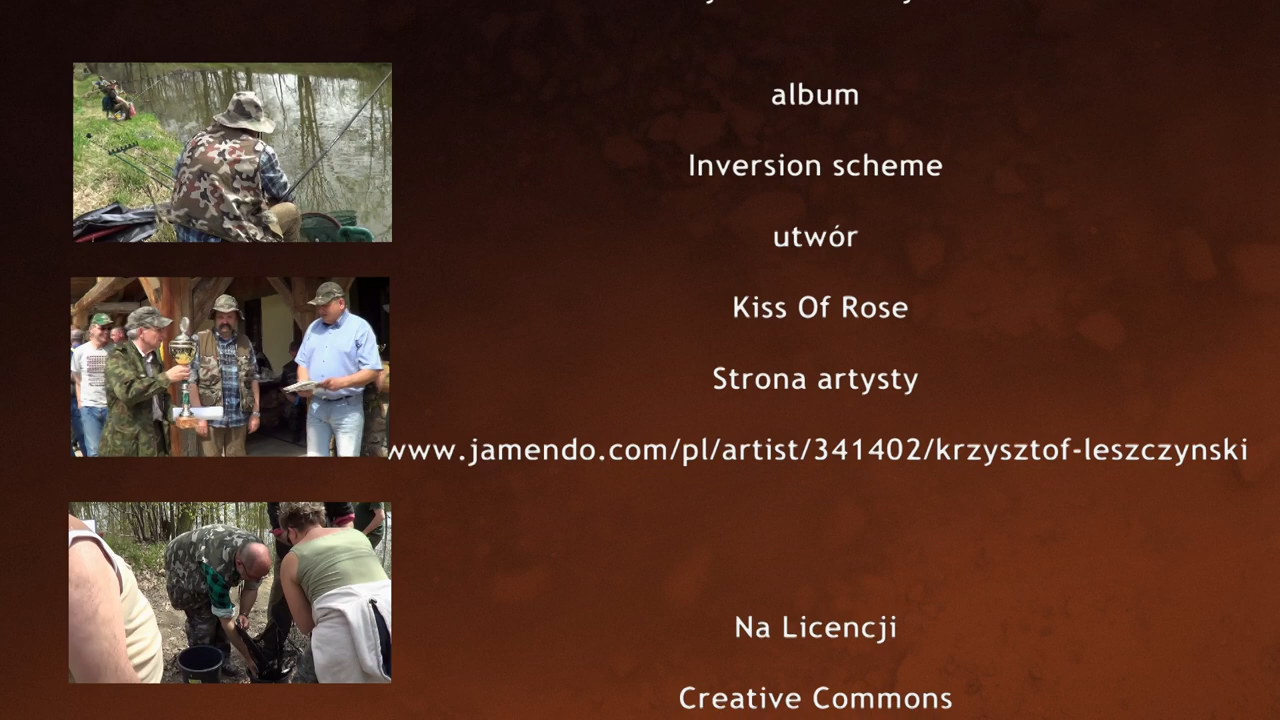 album
Inversion scheme
utwór
Kiss Of Rose
Strona artysty
www.jamendo.com/pl/artist/341402/krzysztof-leszczynski
Na Licencji
Creative Commons